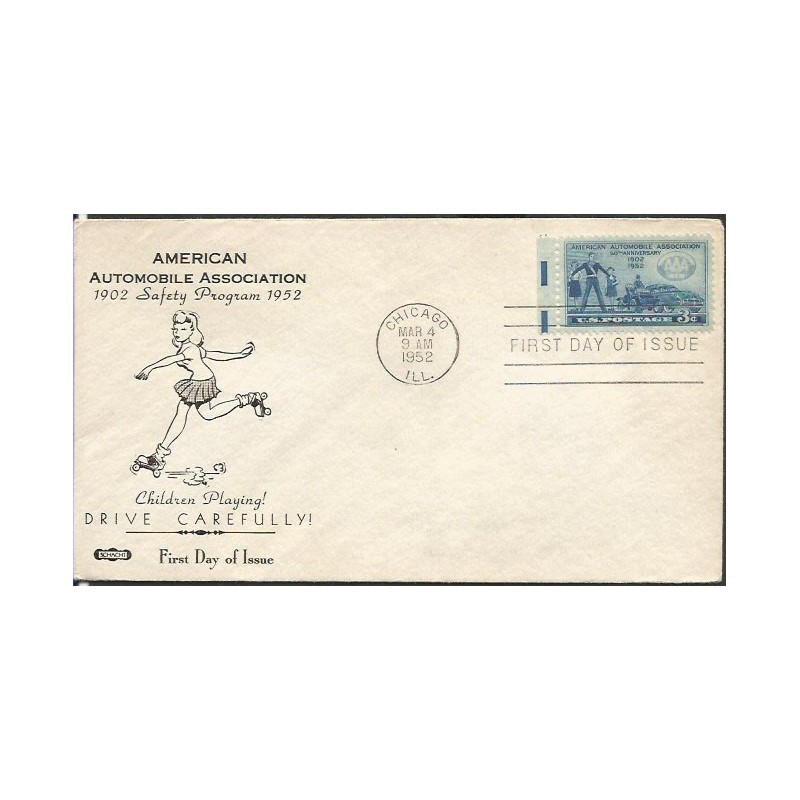 AMERICAN
AUTOMOBILE ASSOCIATION
1902 Safety Program 1952
Children Playing!
DRIVE CAREFULLY!
SCHACHT
First Day of Issue
CHICAGO
MAR 4
9 AM
1952
ILL.
AMERICAN AUTOMOBILE ASSOCIATION
50TH ANNIVERSARY
1902
1952
AAA
U.S. POSTAGE 3¢
FIRST DAY OF ISSUE